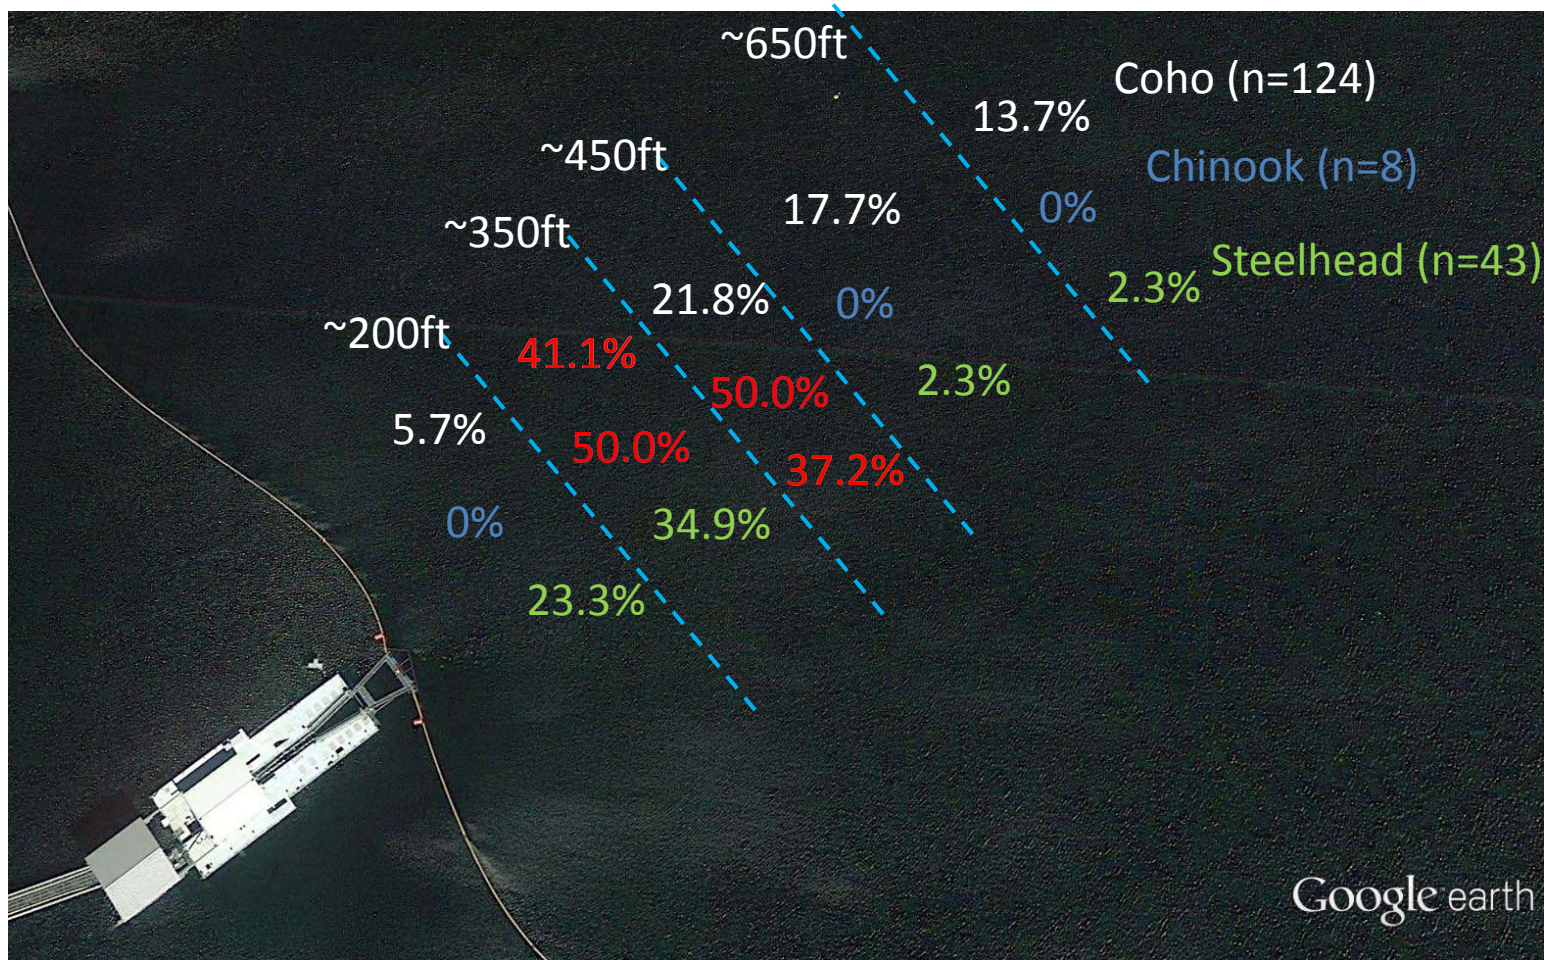 ~650ft
Coho (n=124)
13.7%
~450ft
Chinook (n=8)
17.7%
0%
~350ft
Steelhead (n=43)
21.8%
0%
2.3%
~200ft
41.1%
50.0%
2.3%
5.7%
50.0%
37.2%
0%
34.9%
23.3%
Google earth